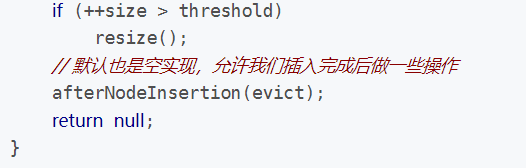 if (++size > threshold)
resize();
// 默认也是空实现，允许我们插入完成后做一些操作
afterNodeInsertion(evict);
return null;
}